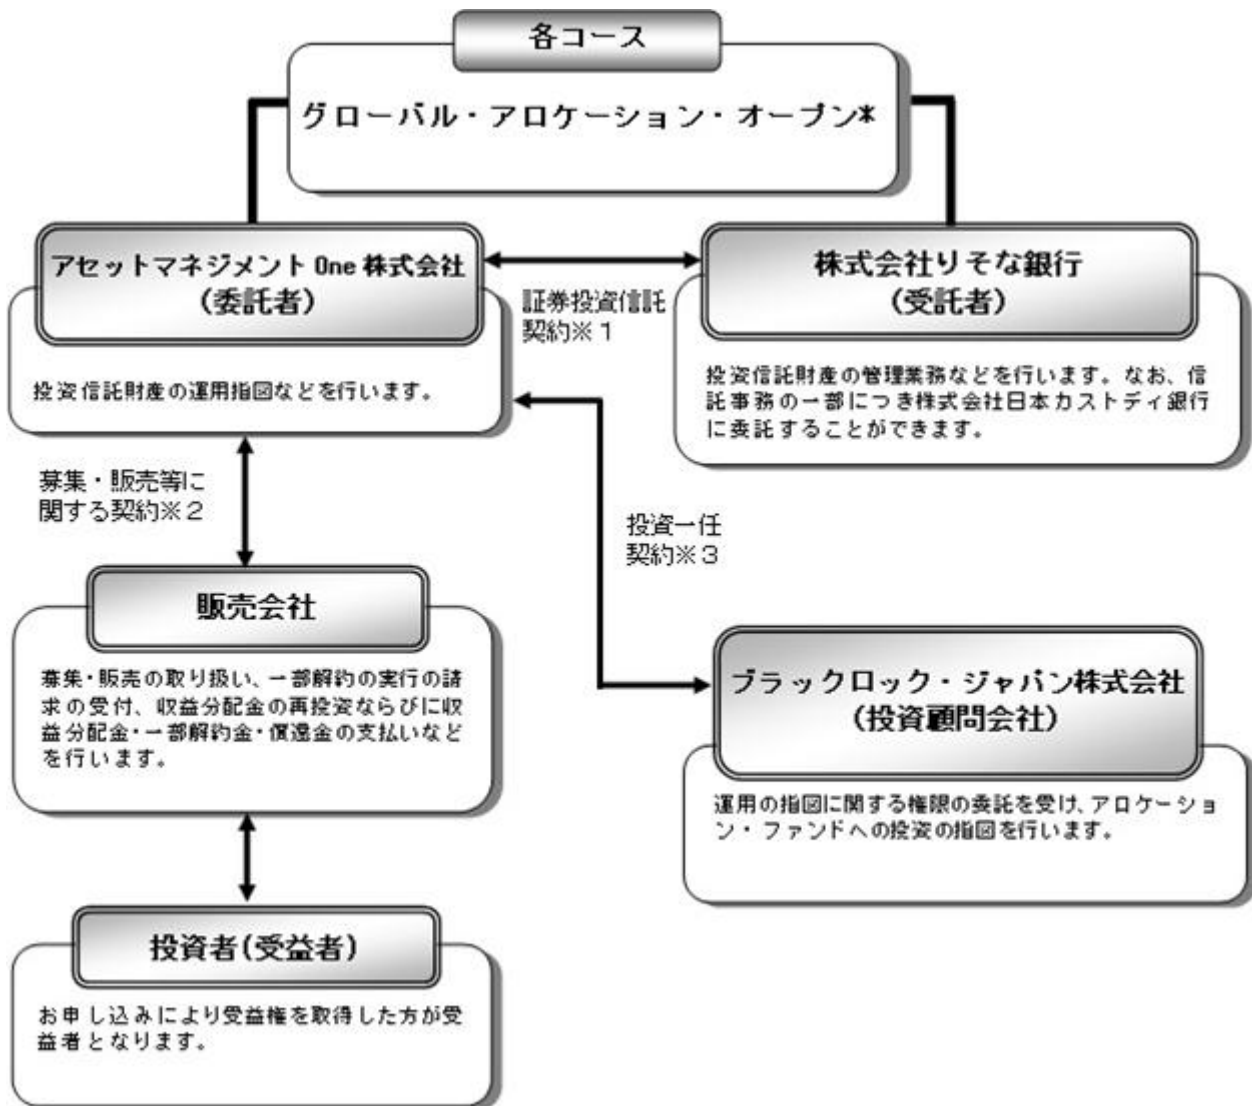 各コース
グローバル・アロケーション・オープン*
アセットマネジメント One 株式会社
(委託者)
投資信託財産の運用指図などを行います。
証券投資信託
契約※1
株式会社りそな銀行
(受託者)
投資信託財産の管理業務などを行います。なお、信
託事務の一部につき株式会社日本カストディ銀行
に委託することができます。
募集・販売等に
関する契約※2
投資一任
契約※3
販売会社
募集・販売の取り扱い、一部解約の実行の請
求の受付、収益分配金の再投資ならびに収
益分配金・一部解約金・償還金の支払いなど
を行います。
ブラックロック・ジャパン株式会社
(投資顧問会社)
運用の指図に関する権限の委託を受け、アロケーショ
ン・ファンドへの投資の指図を行います。
投資者(受益者)
お申し込みにより受益権を取得した方が受
益者となります。